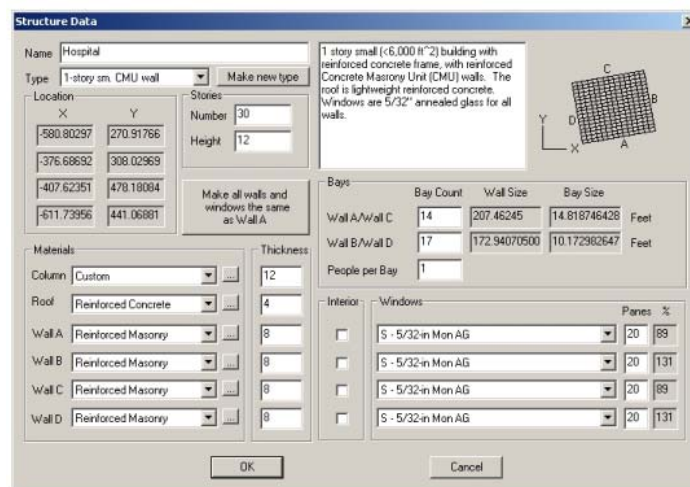 Structure Data
Name Hospital
Type 1-story sm. CMU wall Make new type
1 story small (<6,000 ft^2) building with
reinforced concrete frame, with reinforced
Concrete Masonry Unit (CMU) walls. The
roof is lightweight reinforced concrete.
Windows are 5/32" annealed glass for all
walls.
C
B
D
A
Y
X
Location
X Y
-580.80297 270.91766
-376.68692 308.02969
-407.62351 478.18084
-611.73956 441.06881
Stories
Number 30
Height 12
Make all walls and
windows the same
as Wall A
Bays
Bay Count Wall Size Bay Size
Wall A/Wall C 14 207.46245 14.818746428 Feet
Wall B/Wall D 17 172.94070500 10.172982647 Feet
People per Bay 1
Materials Thickness
Column Custom ... 12
Roof Reinforced Concrete ... 4
Wall A Reinforced Masonry ... 8
Wall B Reinforced Masonry ... 8
Wall C Reinforced Masonry ... 8
Wall D Reinforced Masonry ... 8
Interior Windows
Panes %
S - 5/32-in Mon AG 20 89
S - 5/32-in Mon AG 20 131
S - 5/32-in Mon AG 20 89
S - 5/32-in Mon AG 20 131
OK Cancel